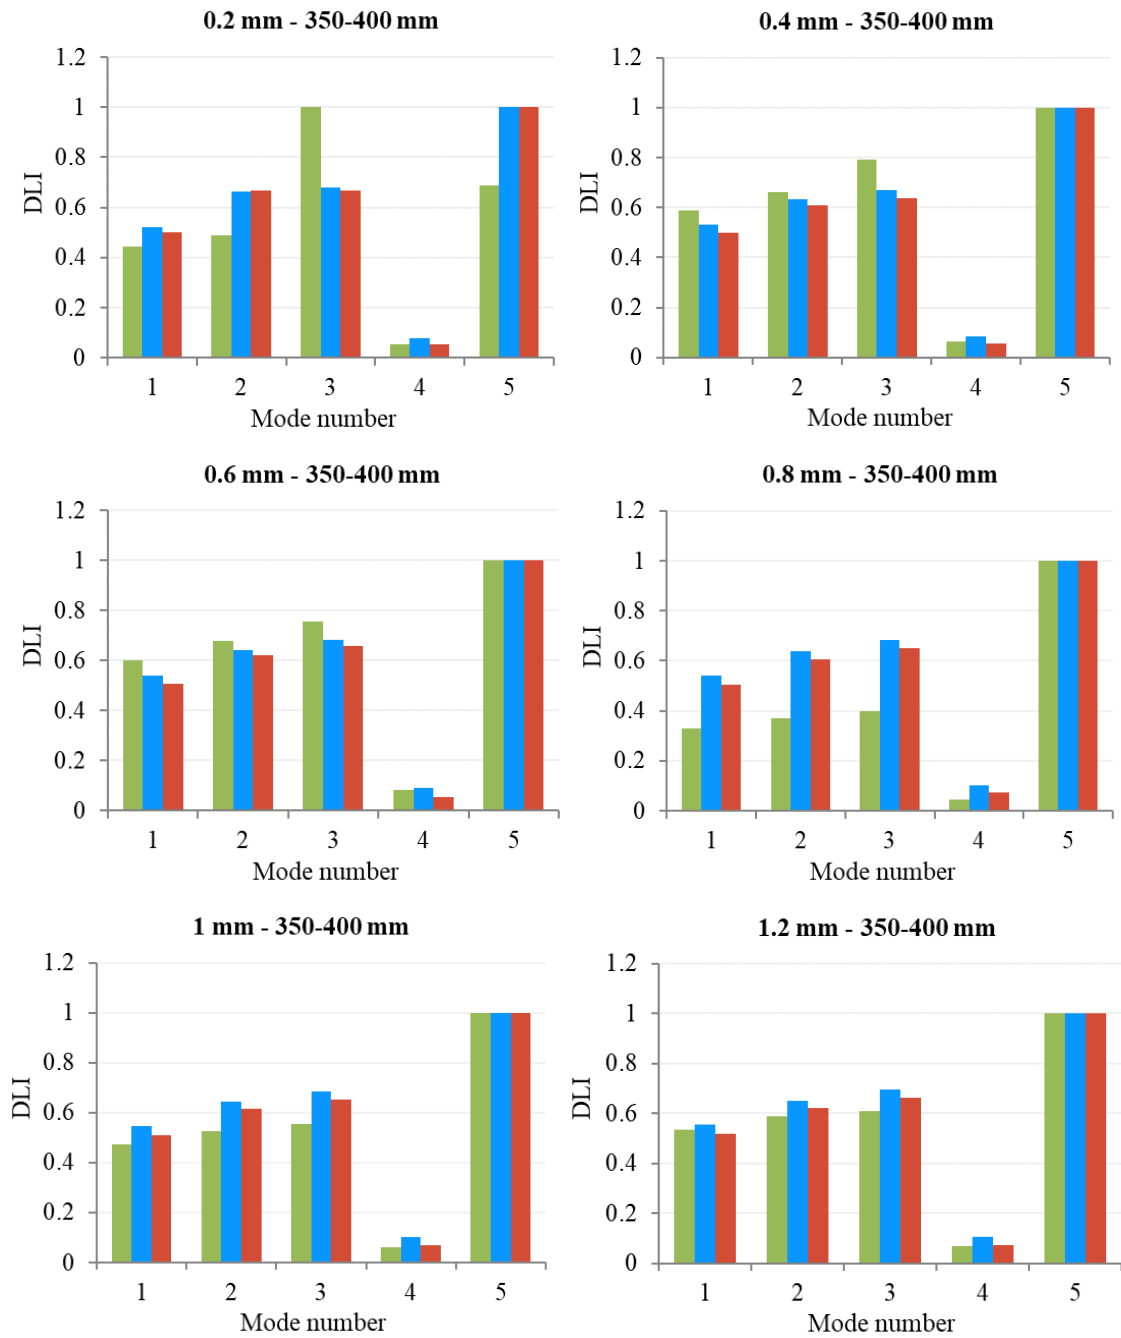 0.2 mm - 350-400 mm
1.2
1
0.8
0.6
0.4
0.2
0
DLI
1 2 3 4 5
Mode number
0.4 mm - 350-400 mm
1.2
1
0.8
0.6
0.4
0.2
0
DLI
1 2 3 4 5
Mode number
0.6 mm - 350-400 mm
1.2
1
0.8
0.6
0.4
0.2
0
DLI
1 2 3 4 5
Mode number
0.8 mm - 350-400 mm
1.2
1
0.8
0.6
0.4
0.2
0
DLI
1 2 3 4 5
Mode number
1 mm - 350-400 mm
1.2
1
0.8
0.6
0.4
0.2
0
DLI
1 2 3 4 5
Mode number
1.2 mm - 350-400 mm
1.2
1
0.8
0.6
0.4
0.2
0
DLI
1 2 3 4 5
Mode number